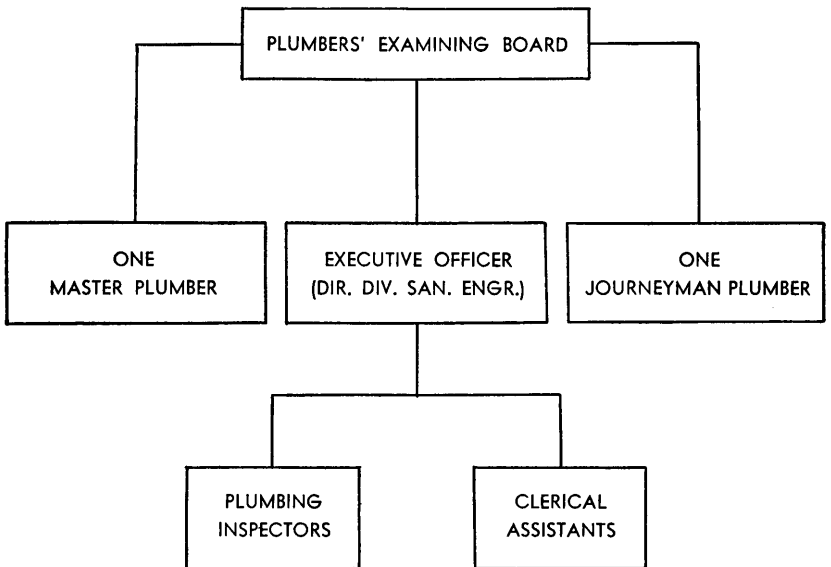 PLUMBERS' EXAMINING BOARD
ONE
MASTER PLUMBER
EXECUTIVE OFFICER
(DIR. DIV. SAN. ENGR.)
ONE
JOURNEYMAN PLUMBER
PLUMBING
INSPECTORS
CLERICAL
ASSISTANTS